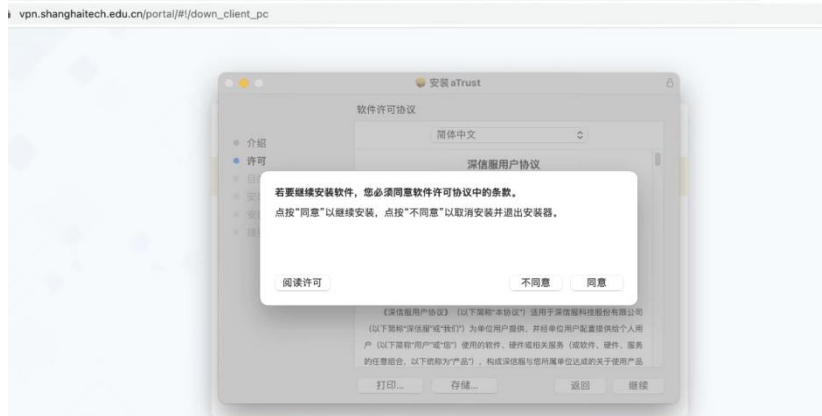 vpn.shanghaitech.edu.cn/portal/#!/down_client_pc
安装 aTrust
软件许可协议
简体中文
介绍
许可
深信服用户协议
若要继续安装软件，您必须同意软件许可协议中的条款。
点按“同意”以继续安装，点按“不同意”以取消安装并退出安装器。
阅读许可
不同意
同意
《深信服用户协议》（以下简称“本协议”）适用于深信服科技股份有限公司
（以下简称“深信服”或“我们”）为单位用户提供，并经单位用户配置提供给个人用
户（以下简称“用户”或“您”）使用的软件、硬件或相关服务（或软件、硬件、服务
的任意组合，以下统称为“产品”），构成深信服与您所属单位达成的关于使用产品
打印...
存储...
返回
继续